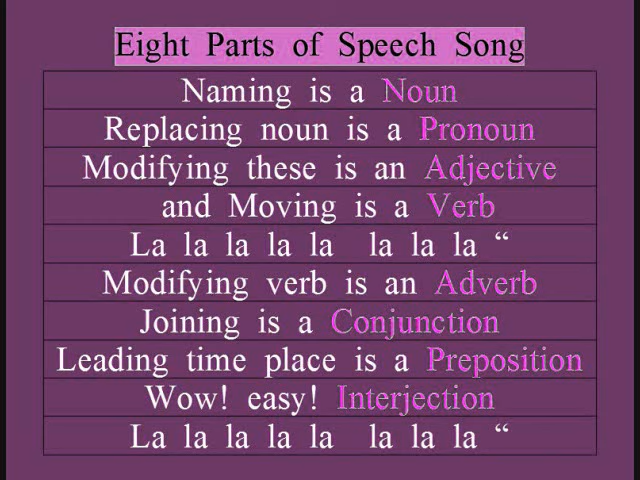 Eight Parts of Speech Song
Naming is a Noun
Replacing noun is a Pronoun
Modifying these is an Adjective
and Moving is a Verb
La la la la la la la la “
Modifying verb is an Adverb
Joining is a Conjunction
Leading time place is a Preposition
Wow! easy! Interjection
La la la la la la la la “